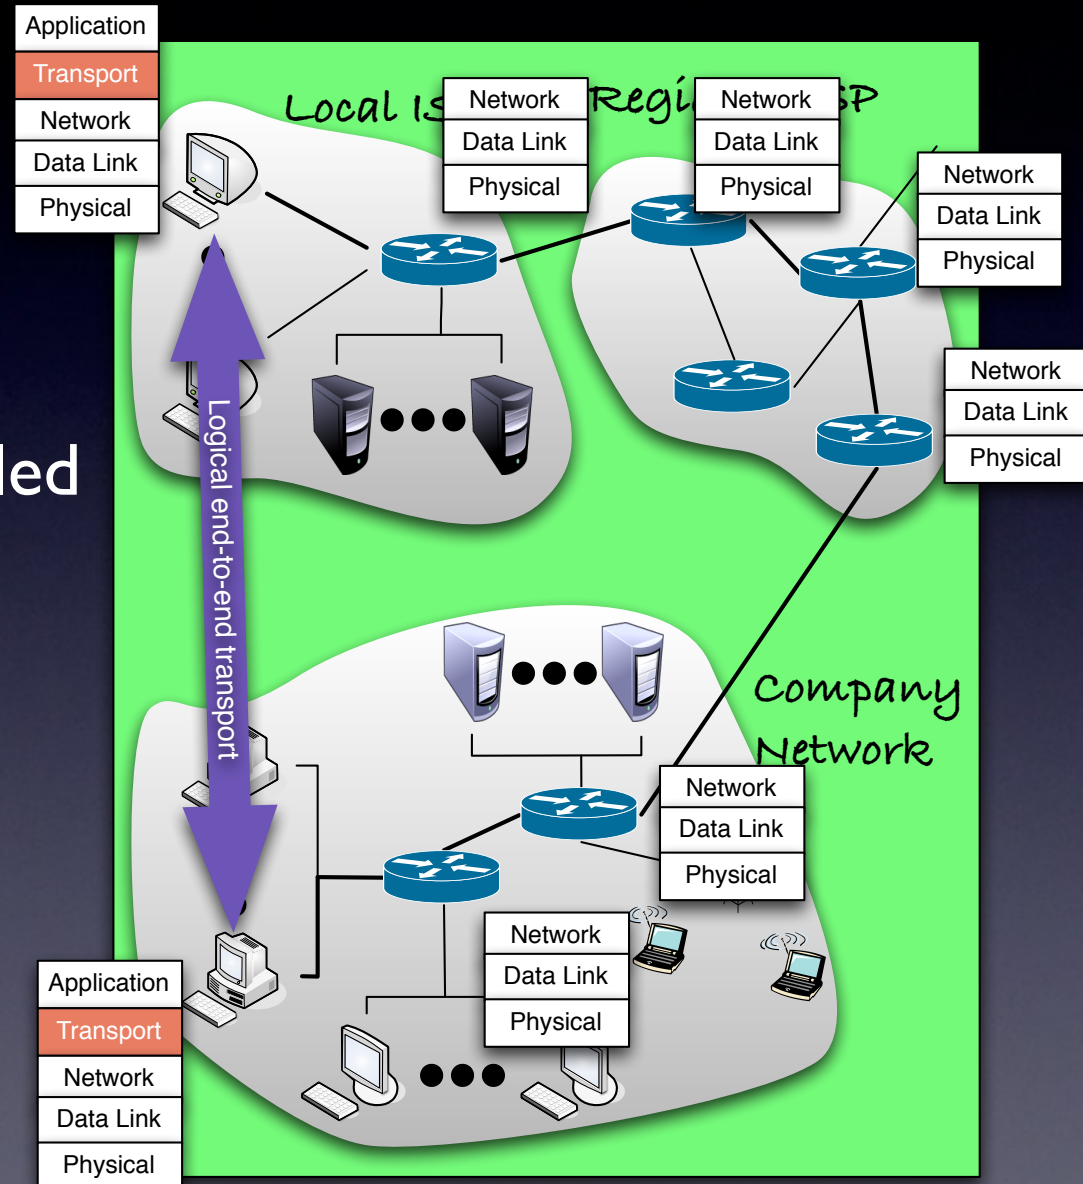 Application
Transport
Network
Data Link
Physical
Local IS
Network
Data Link
Physical
Regi
SP
Network
Data Link
Physical
Network
Data Link
Physical
Network
Data Link
Physical
led
Logical end-to-end transport
Company
Network
Network
Data Link
Physical
Network
Data Link
Physical
Application
Transport
Network
Data Link
Physical